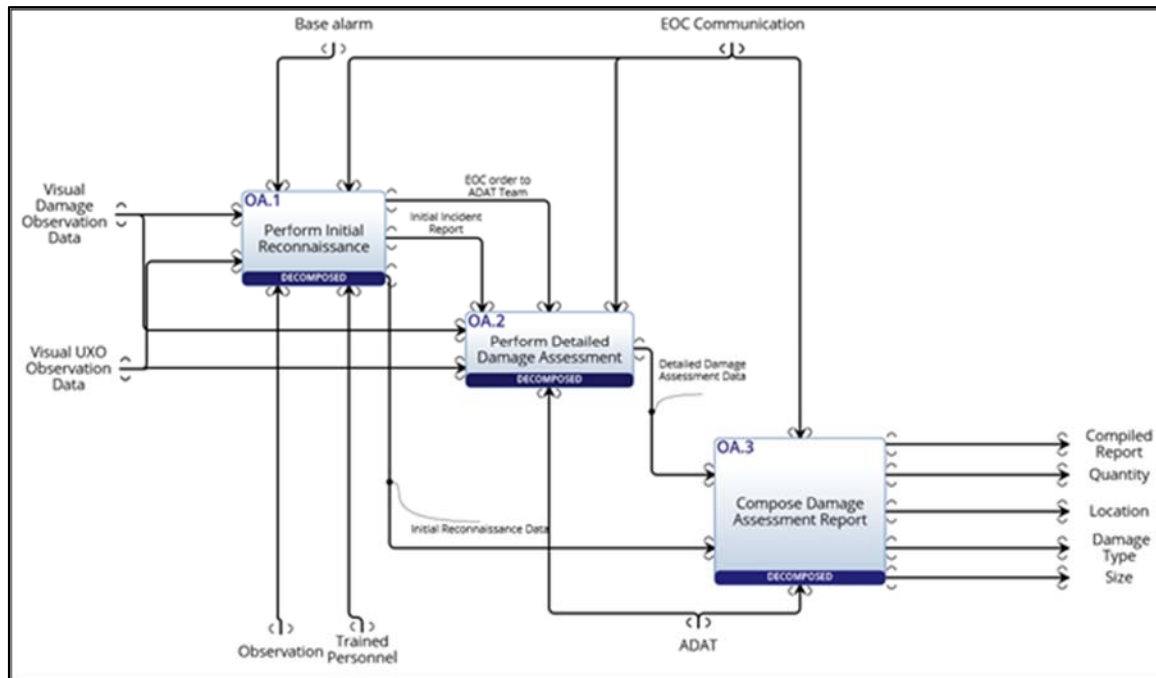 Base alarm
EOC Communication
Visual
Damage
Observation
Data
OA.1
Perform Initial
Reconnaissance
DECOMPOSED
EOC order to
ADAT Team
Initial Incident
Report
Visual UXO
Observation
Data
OA.2
Perform Detailed
Damage Assessment
DECOMPOSED
Detailed Damage
Assessment Data
OA.3
Compose Damage
Assessment Report
DECOMPOSED
Compiled
Report
Quantity
Location
Damage
Type
Size
Initial Reconnaissance Data
Observation
Trained
Personnel
ADAT